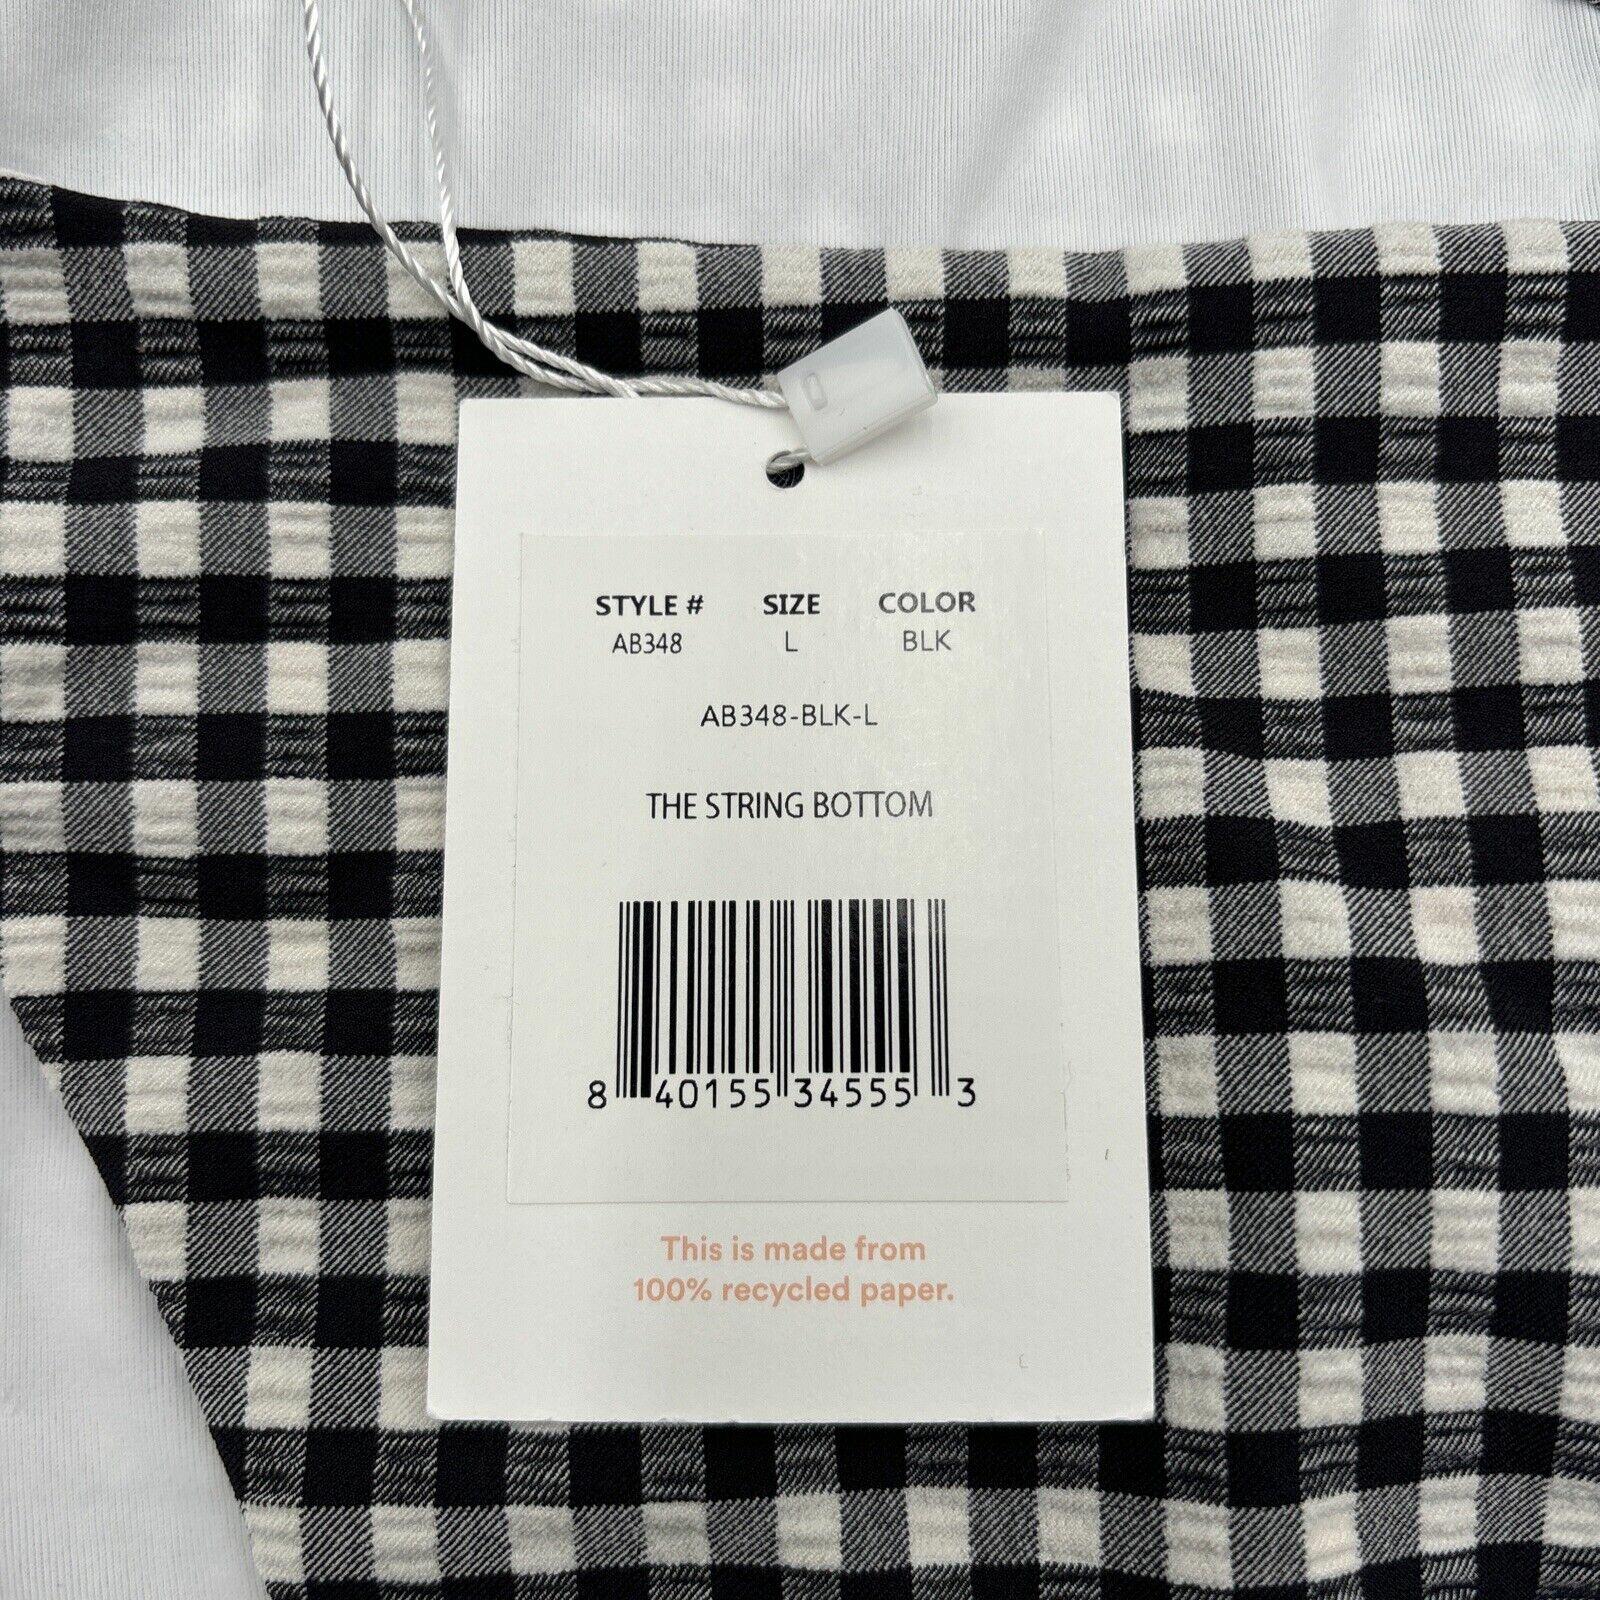 STYLE # SIZE COLOR
AB348 L BLK
AB348-BLK-L
THE STRING BOTTOM
8 40155 34555 3
This is made from
100% recycled paper.